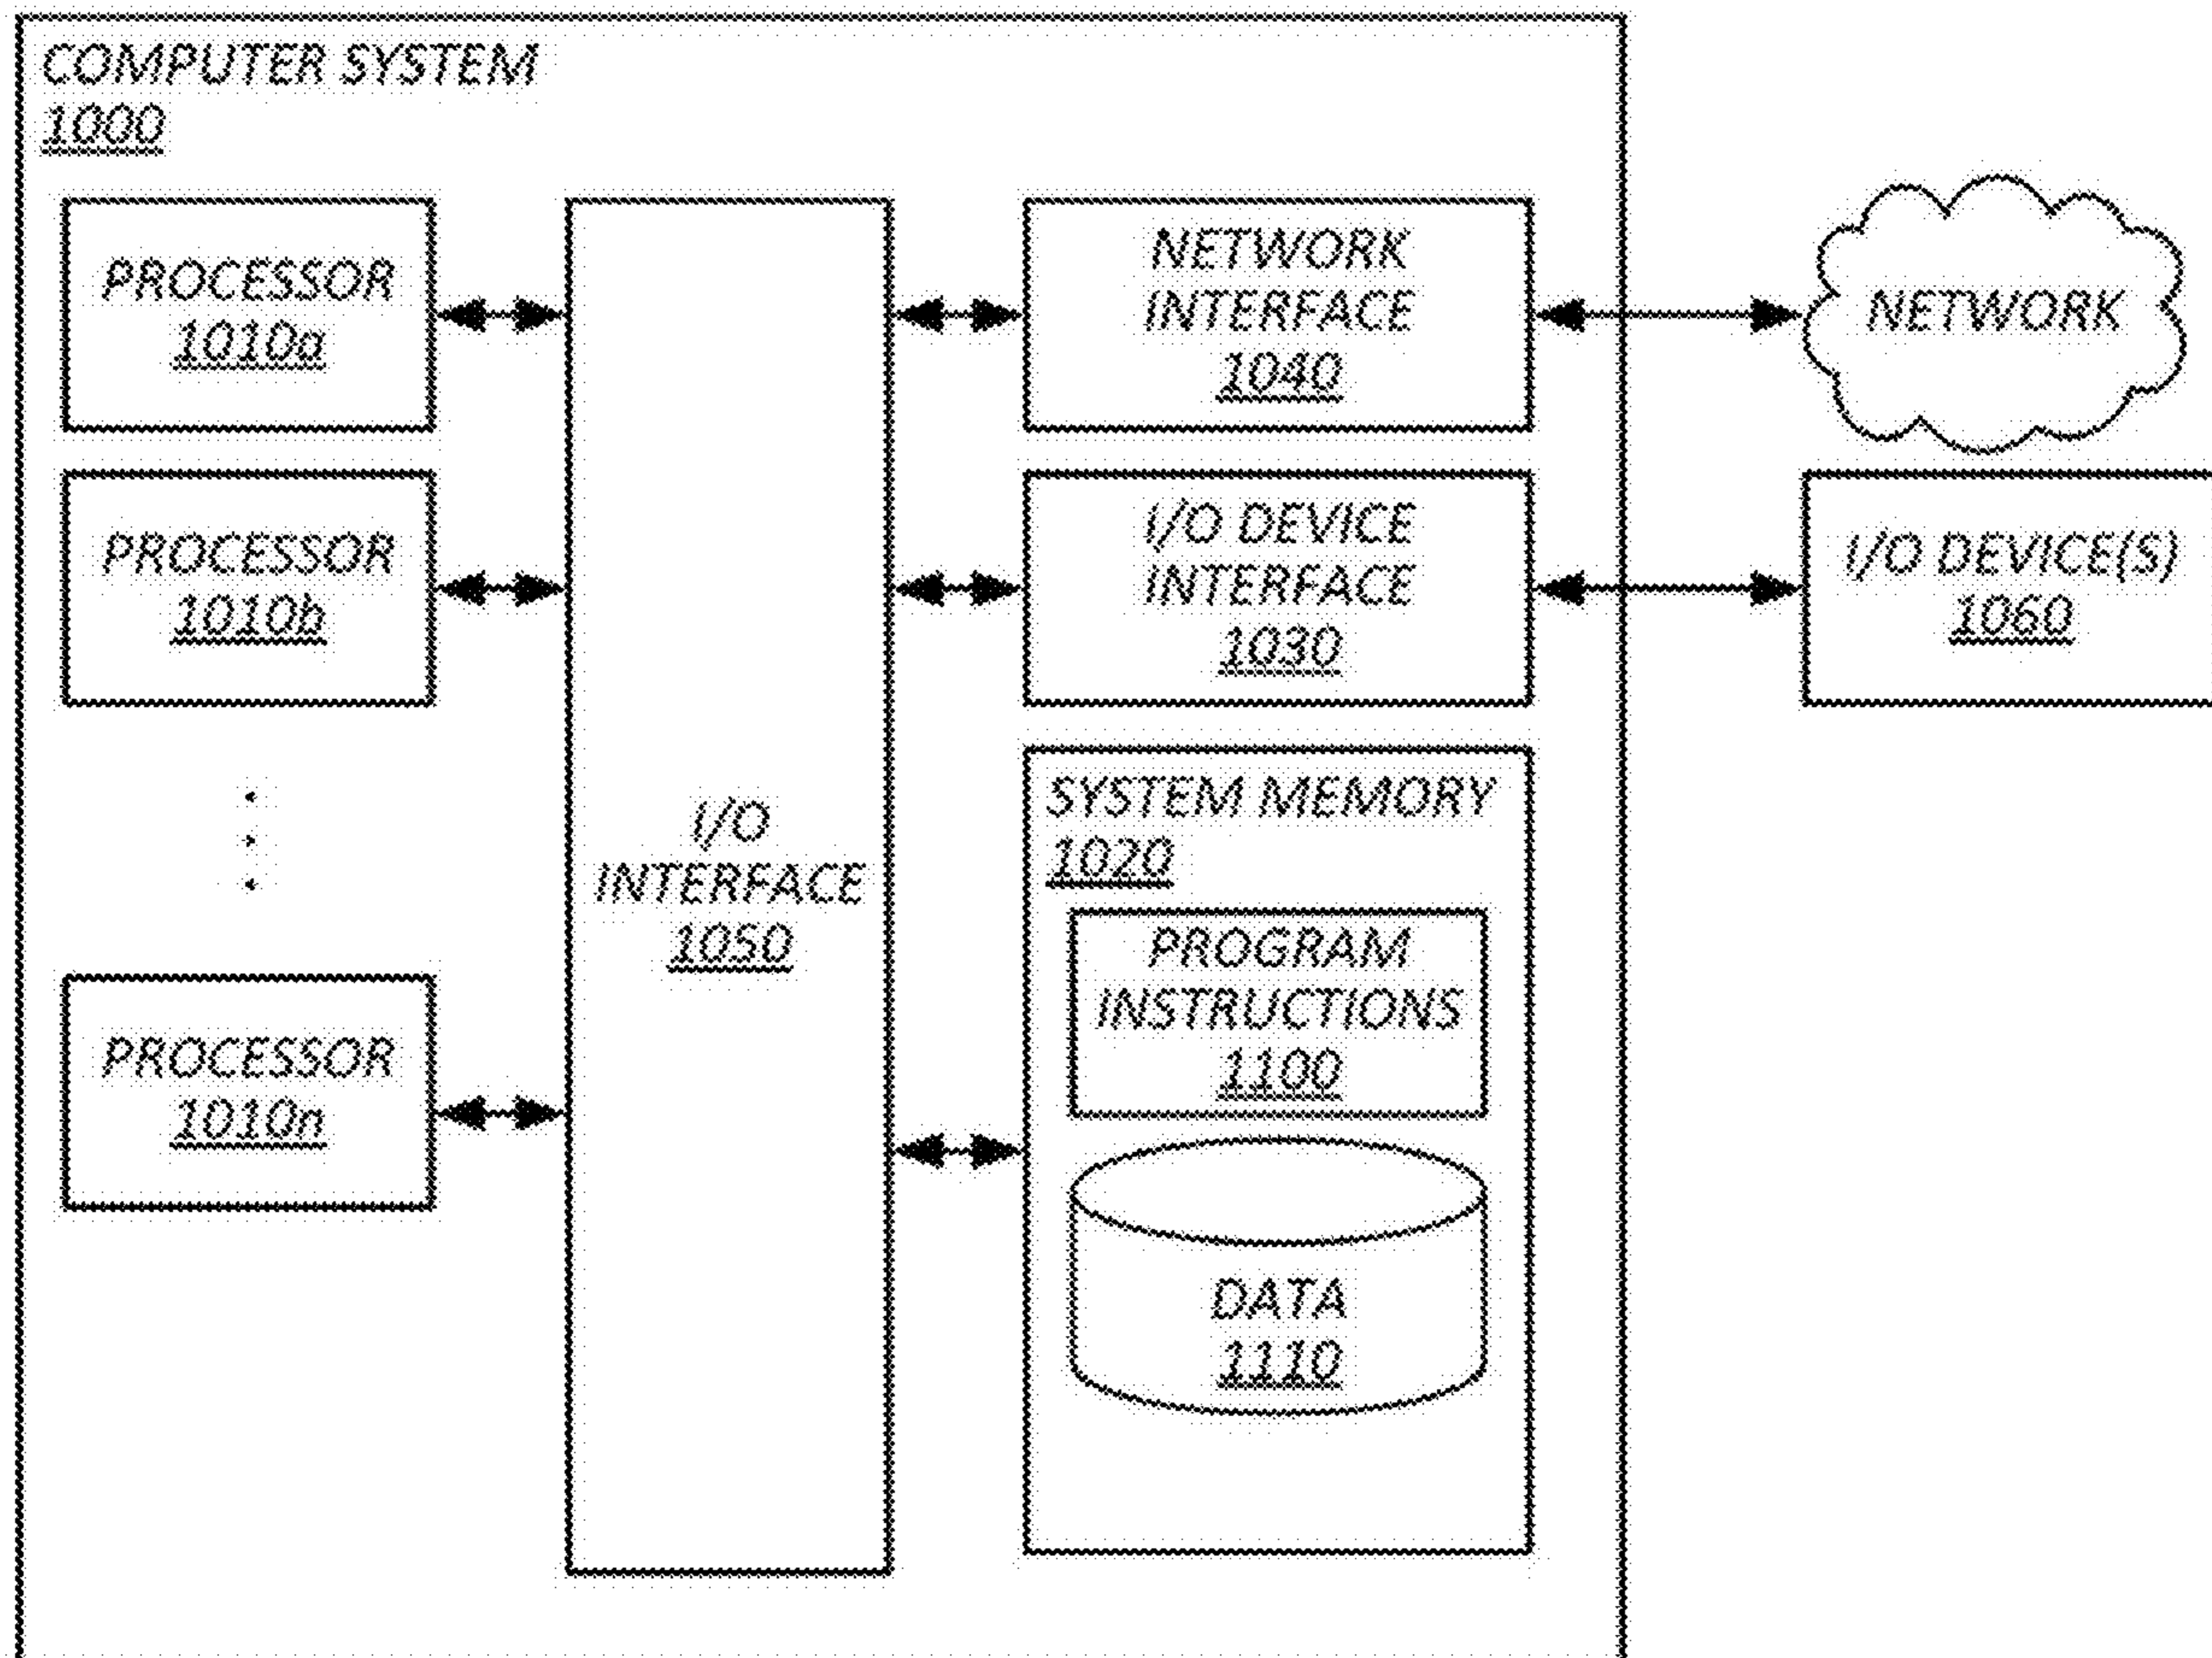 COMPUTER SYSTEM
1000
PROCESSOR
1010a
PROCESSOR
1010b
PROCESSOR
1010n
I/O
INTERFACE
1050
NETWORK
INTERFACE
1040
I/O DEVICE
INTERFACE
1030
SYSTEM MEMORY
1020
PROGRAM
INSTRUCTIONS
1100
DATA
1110
NETWORK
I/O DEVICE(S)
1060